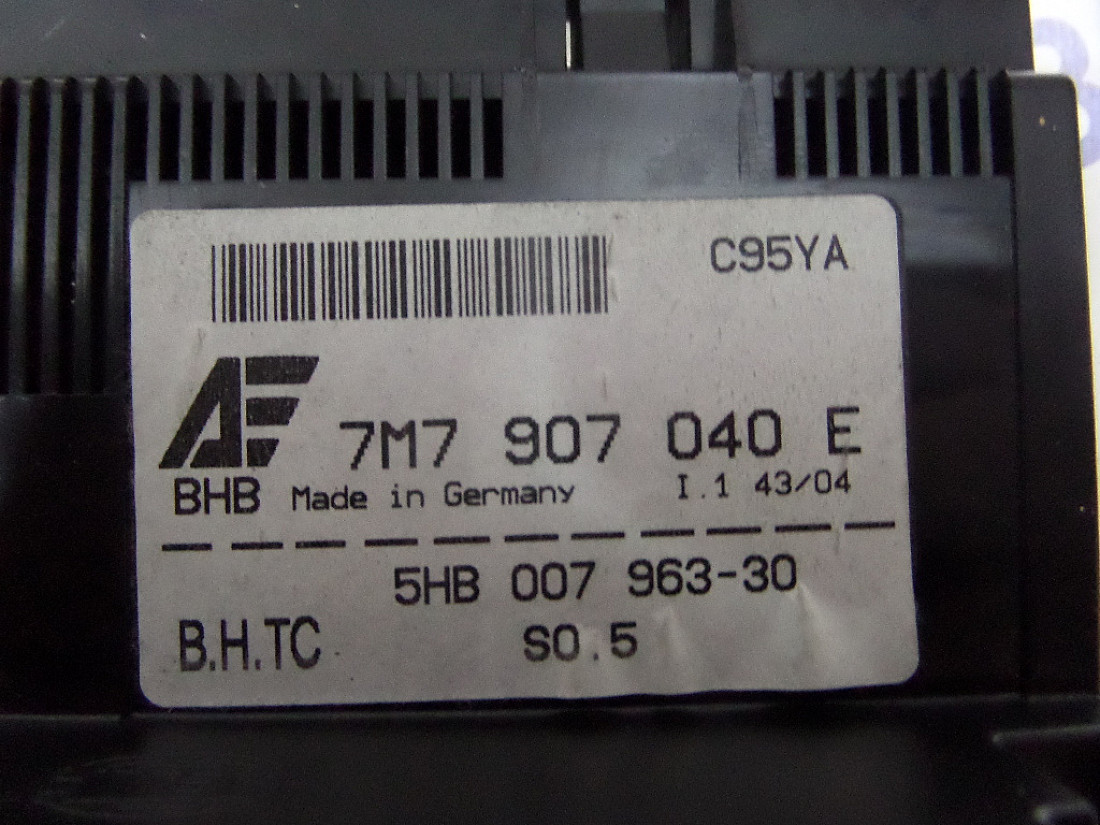 C95YA
AE 7M7 907 040 E
BHB Made in Germany I.1 43/04
5HB 007 963-30
B.H.TC S0.5